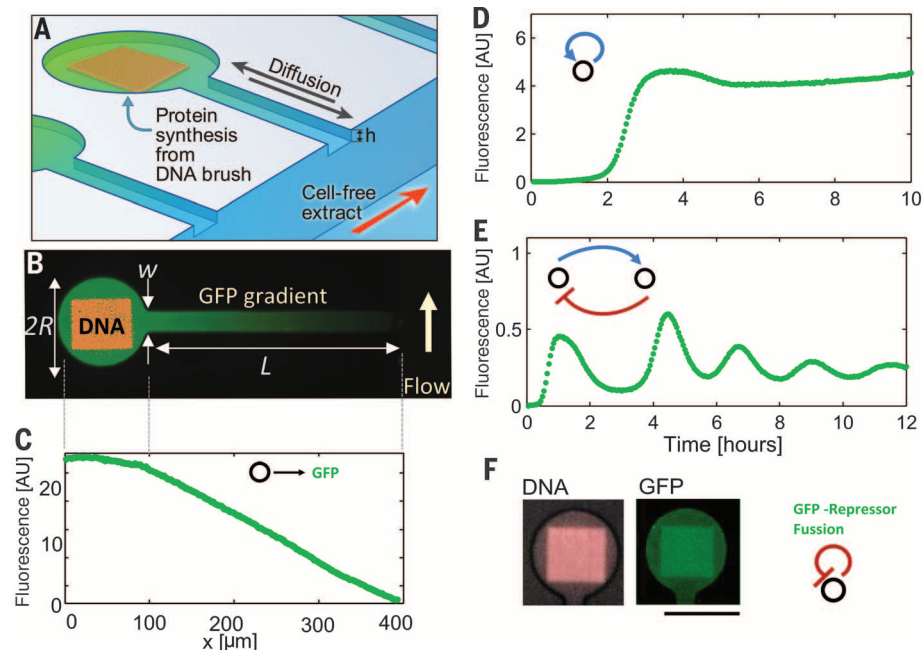 A
Diffusion
h
Protein
synthesis
from
DNA brush
Cell-free
extract
B
w
GFP gradient
2R
DNA
L
Flow
C
Fluorescence [AU]
20
10
0
GFP
0 100 200 300 400
x [µm]
D
Fluorescence [AU]
6
4
2
0
0 2 4 6 8 10
E
Fluorescence [AU]
1
0.5
0
0 2 4 6 8 10 12
Time [hours]
F
DNA GFP
GFP -Repressor
Fussion